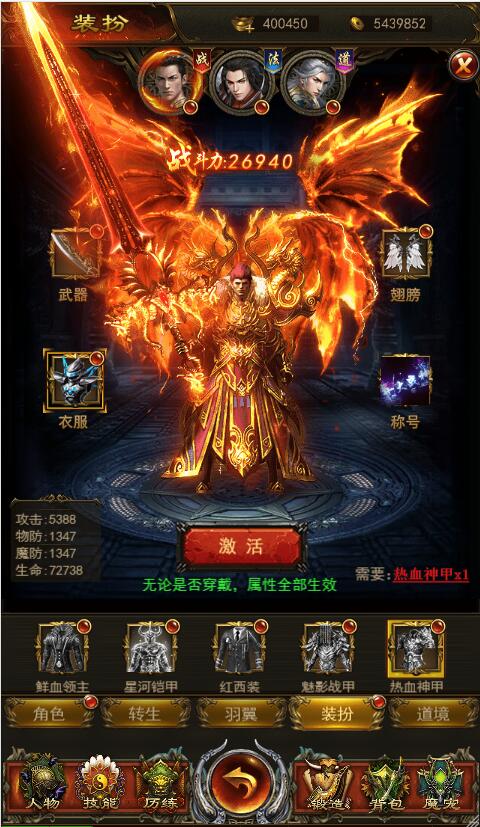 装扮
400450
5439852
战
法
道
战斗力:26940
武器
翅膀
衣服
称号
攻击:5388
物防:1347
魔防:1347
生命:72738
激活
需要:热血神甲x1
无论是否穿戴，属性全部生效
鲜血领主
星河铠甲
红西装
魅影战甲
热血神甲
角色
转生
羽翼
装扮
道境
人物
技能
历练
锻造
背包
魔灾